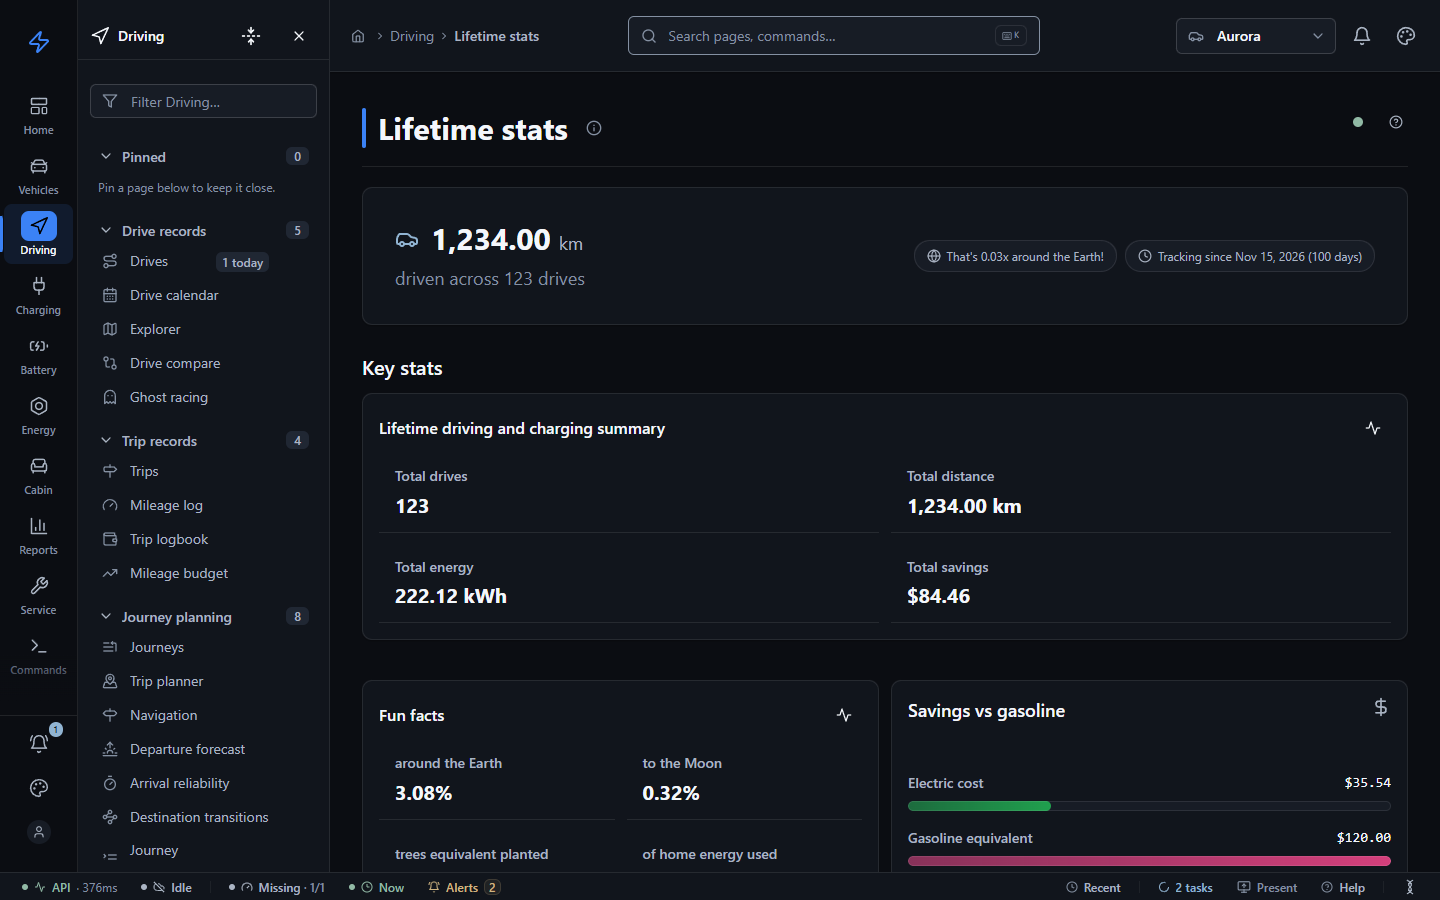 Driving
Driving
Lifetime stats
Search pages, commands...
K
Aurora
Home
Vehicles
Driving
Charging
Battery
Energy
Cabin
Reports
Service
Commands
1
Filter Driving...
Pinned
0
Pin a page below to keep it close.
Drive records
5
Drives
1 today
Drive calendar
Explorer
Drive compare
Ghost racing
Trip records
4
Trips
Mileage log
Trip logbook
Mileage budget
Journey planning
8
Journeys
Trip planner
Navigation
Departure forecast
Arrival reliability
Destination transitions
Journey
Lifetime stats
1,234.00 km
driven across 123 drives
That's 0.03x around the Earth!
Tracking since Nov 15, 2026 (100 days)
Key stats
Lifetime driving and charging summary
Total drives
123
Total distance
1,234.00 km
Total energy
222.12 kWh
Total savings
$84.46
Fun facts
around the Earth
3.08%
to the Moon
0.32%
trees equivalent planted
of home energy used
Savings vs gasoline
Electric cost
$35.54
Gasoline equivalent
$120.00
API · 376ms
Idle
Missing · 1/1
Now
Alerts 2
Recent
2 tasks
Present
Help